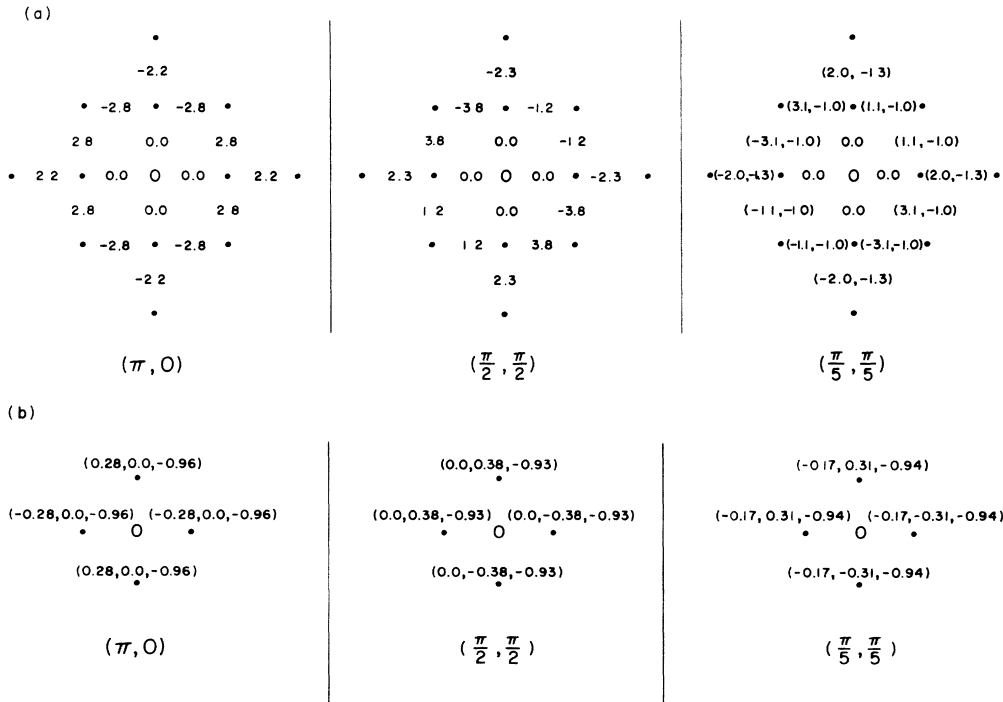 (a)
-2.2 -2.3 (2.0, -1.3)
-2.8 -2.8 -3.8 -1.2 (3.1,-1.0) (1.1,-1.0)
2.8 0.0 2.8 3.8 0.0 -1.2 (-3.1,-1.0) 0.0 (1.1,-1.0)
2.2 0.0 O 0.0 2.2 2.3 0.0 O 0.0 -2.3 (-2.0,-1.3) 0.0 O 0.0 (2.0,-1.3)
2.8 0.0 2.8 1.2 0.0 -3.8 (-1.1,-1.0) 0.0 (3.1,-1.0)
-2.8 -2.8 1.2 3.8 (-1.1,-1.0) (-3.1,-1.0)
-2.2 2.3 (-2.0,-1.3)
(π,0) (π/2,π/2) (π/5,π/5)
(b)
(0.28,0.0,-0.96) (0.0,0.38,-0.93) (-0.17,0.31,-0.94)
(-0.28,0.0,-0.96) (-0.28,0.0,-0.96) (0.0,0.38,-0.93) (0.0,-0.38,-0.93) (-0.17,0.31,-0.94) (-0.17,-0.31,-0.94)
O O O
(0.28,0.0,-0.96) (0.0,-0.38,-0.93) (-0.17,-0.31,-0.94)
(π,0) (π/2,π/2) (π/5,π/5)